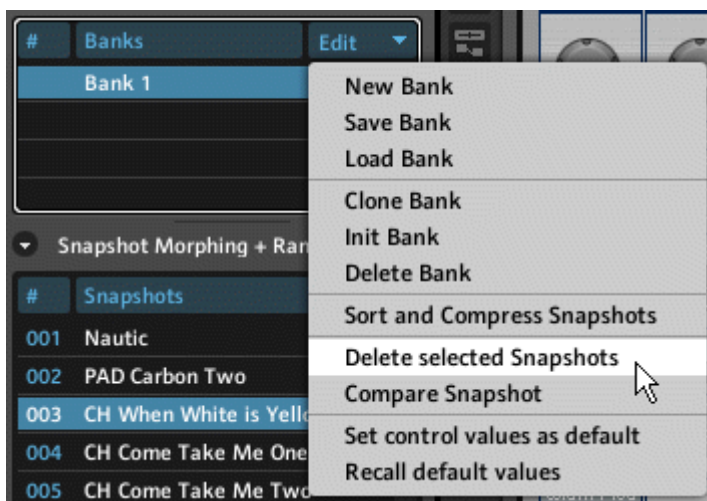 # Banks Edit
Bank 1
New Bank
Save Bank
Load Bank
Clone Bank
Init Bank
Delete Bank
Sort and Compress Snapshots
Delete selected Snapshots
Compare Snapshot
Set control values as default
Recall default values
Snapshot Morphing + Ran
# Snapshots
001 Nautic
002 PAD Carbon Two
003 CH When White is Yello
004 CH Come Take Me One
005 CH Come Take Me Two